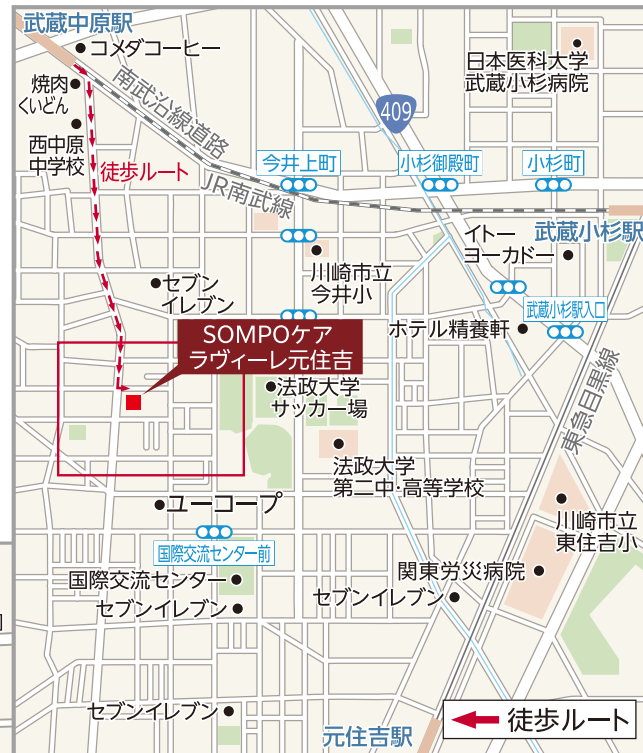 武蔵中原駅
コメダコーヒー
焼肉
くいどん
西中原
中学校
徒歩ルート
南武沿線道路
JR南武線
409
日本医科大学
武蔵小杉病院
今井上町
小杉御殿町
小杉町
武蔵小杉駅
イトー
ヨーカドー
川崎市立
今井小
セブン
イレブン
武蔵小杉駅入口
ホテル精養軒
SOMPOケア
ラヴィーレ元住吉
東急目黒線
法政大学
サッカー場
法政大学
第二中・高等学校
ユーコープ
川崎市立
東住吉小
国際交流センター前
国際交流センター
関東労災病院
セブンイレブン
セブンイレブン
セブンイレブン
元住吉駅
徒歩ルート